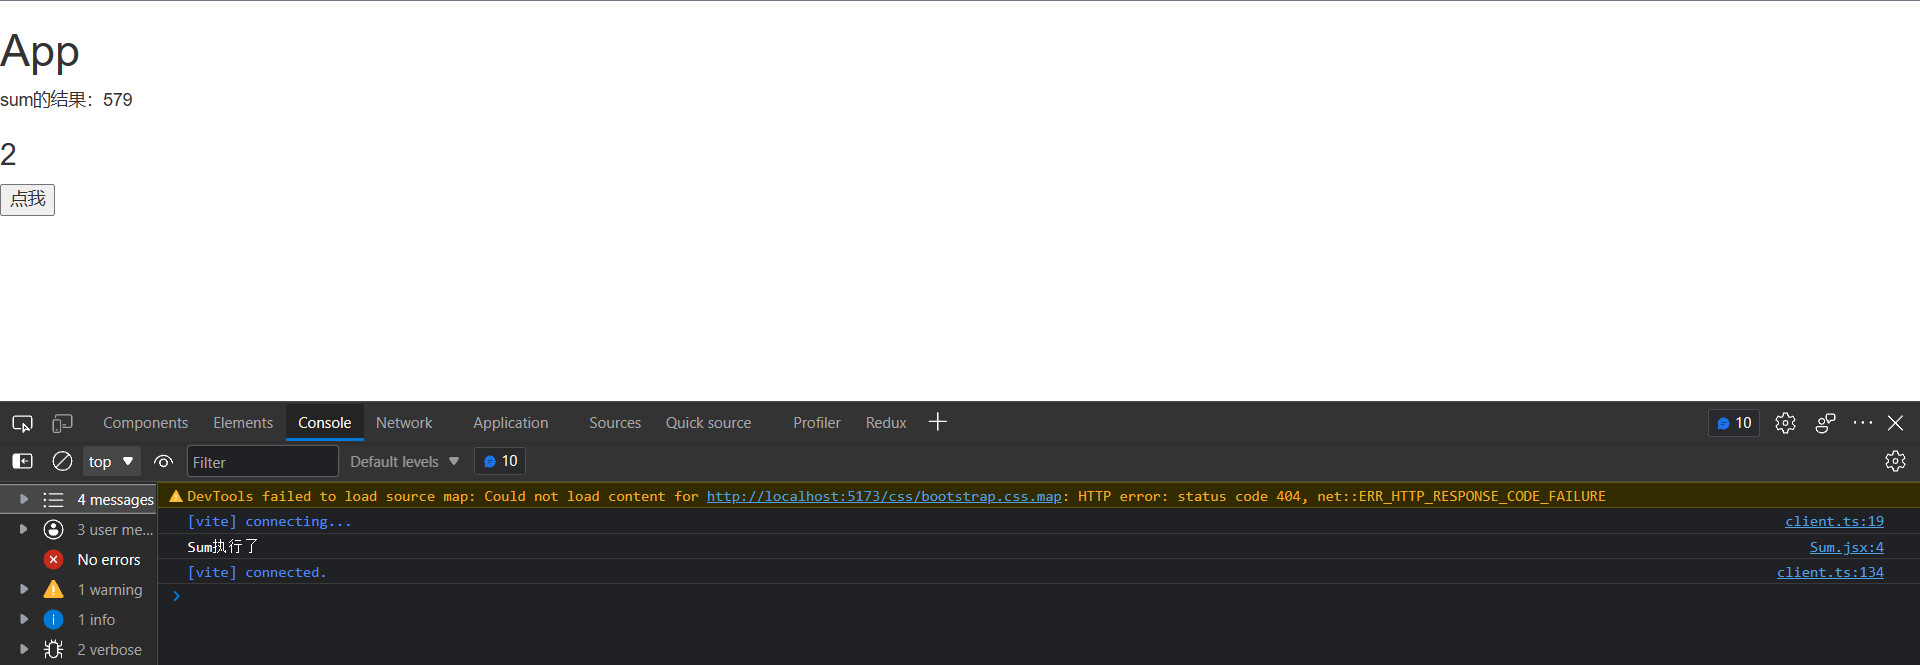 App
sum的结果：579
2
点我
Components Elements Console Network Application Sources Quick source Profiler Redux 10
top Filter Default levels 10
4 messages
3 user me...
No errors
1 warning
1 info
2 verbose
DevTools failed to load source map: Could not load content for http://localhost:5173/css/bootstrap.css.map: HTTP error: status code 404, net::ERR_HTTP_RESPONSE_CODE_FAILURE
[vite] connecting... client.ts:19
Sum执行了 Sum.jsx:4
[vite] connected. client.ts:134